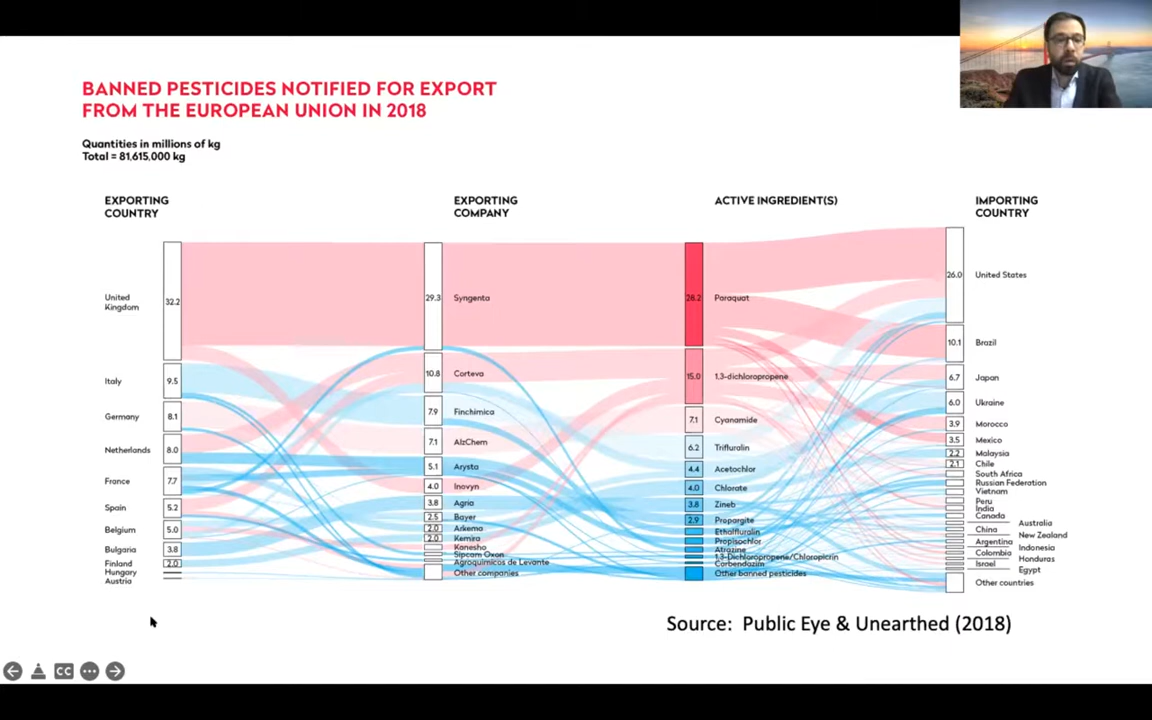 BANNED PESTICIDES NOTIFIED FOR EXPORT
FROM THE EUROPEAN UNION IN 2018
Quantities in millions of kg
Total = 81,615,000 kg
EXPORTING
COUNTRY
United
Kingdom
32.2
Italy
9.5
Germany
8.1
Netherlands
8.0
France
7.7
Spain
5.2
Belgium
5.0
Bulgaria
3.8
Finland
2.0
Hungary
Austria
EXPORTING
COMPANY
29.3
Syngenta
10.8
Corteva
7.9
Finchimica
7.1
AlzChem
5.1
Arysta
4.0
Inovyn
3.8
Agria
2.5
Bayer
2.0
Arkema
2.0
Kemira
Kanesho
Sipcam Oxon
Agroquimicos de Levante
Other companies
ACTIVE INGREDIENT(S)
28.2
Paraquat
15.0
1,3-dichloropropene
7.1
Cyanamide
6.2
Trifluralin
4.4
Acetochlor
4.0
Chlorate
3.8
Zineb
2.9
Propargite
Ethalfluralin
Propisochlor
Atrazine
1,3-Dichloropropene/Chloropicrin
Carbendazim
Other banned pesticides
IMPORTING
COUNTRY
26.0
United States
10.1
Brazil
6.7
Japan
6.0
Ukraine
3.9
Morocco
3.5
Mexico
2.2
Malaysia
2.1
Chile
South Africa
Russian Federation
Vietnam
Peru
India
Canada
Australia
China
New Zealand
Argentina
Indonesia
Colombia
Honduras
Israel
Egypt
Other countries
Source: Public Eye & Unearthed (2018)
CC